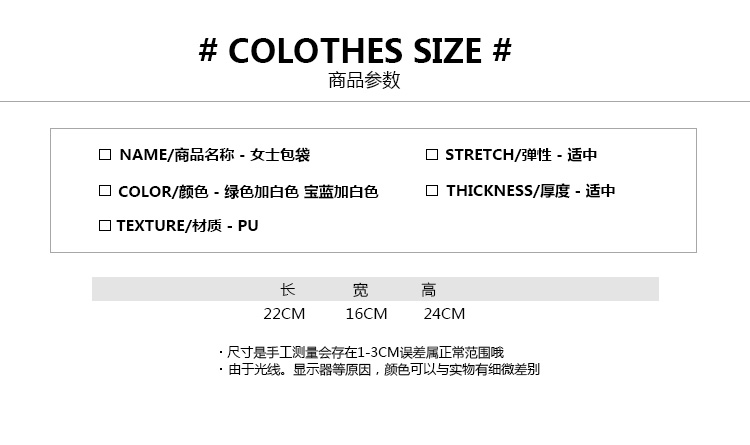 # COLOTHES SIZE #
商品参数
NAME/商品名称 - 女士包袋
STRETCH/弹性 - 适中
COLOR/颜色 - 绿色加白色 宝蓝加白色
THICKNESS/厚度 - 适中
TEXTURE/材质 - PU
长 宽 高
22CM 16CM 24CM
· 尺寸是手工测量会存在1-3CM误差属正常范围哦
· 由于光线。显示器等原因，颜色可以与实物有细微差别